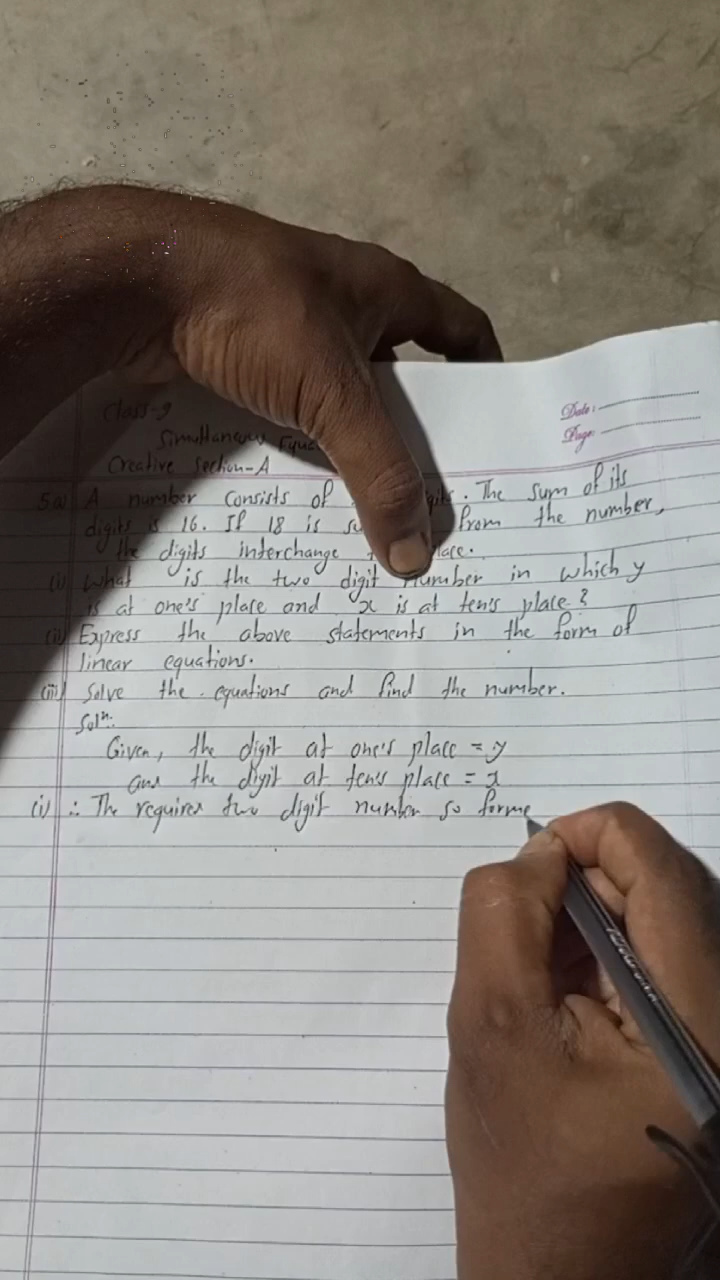 Date:
Page:
Class-9
Simultaneous Equa
Creative Section-A
5.a) A number consists of gits. The sum of its
digits is 16. If 18 is su from the number,
the digits interchange place.
(i) What is the two digit number in which y
is at one's place and x is at ten's place?
(ii) Express the above statements in the form of
linear equations.
(iii) Solve the equations and find the number.
Solⁿ:
Given, the digit at one's place = y
and the digit at ten's place = x
(i) ∴ The required two digit number so forme